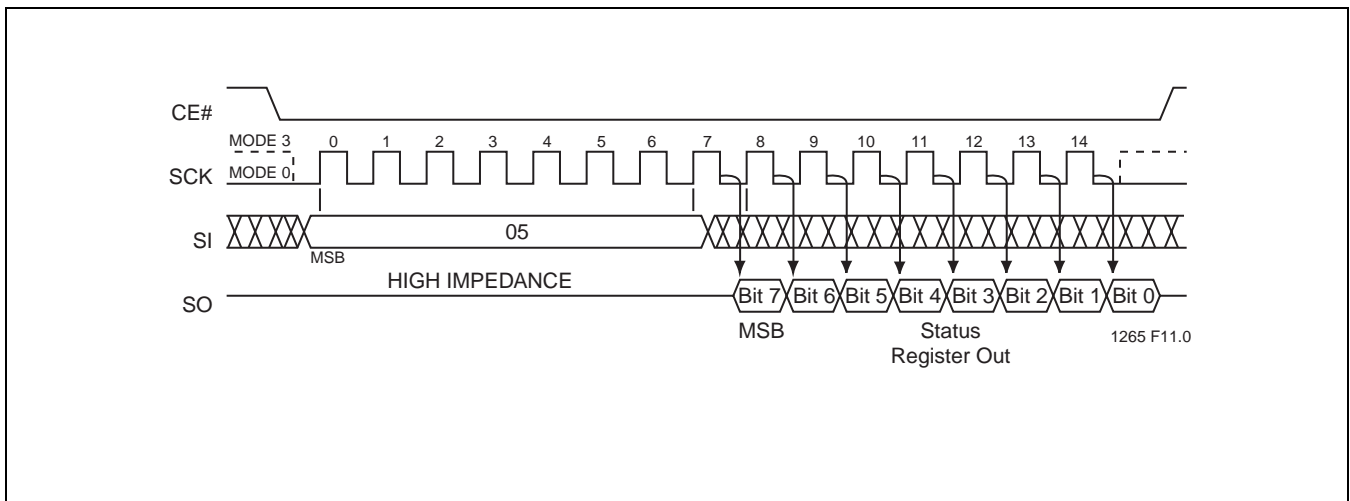 CE#
MODE 3 0 1 2 3 4 5 6 7 8 9 10 11 12 13 14
SCK MODE 0
SI 05
MSB
HIGH IMPEDANCE
SO Bit 7 Bit 6 Bit 5 Bit 4 Bit 3 Bit 2 Bit 1 Bit 0
MSB Status
Register Out
1265 F11.0